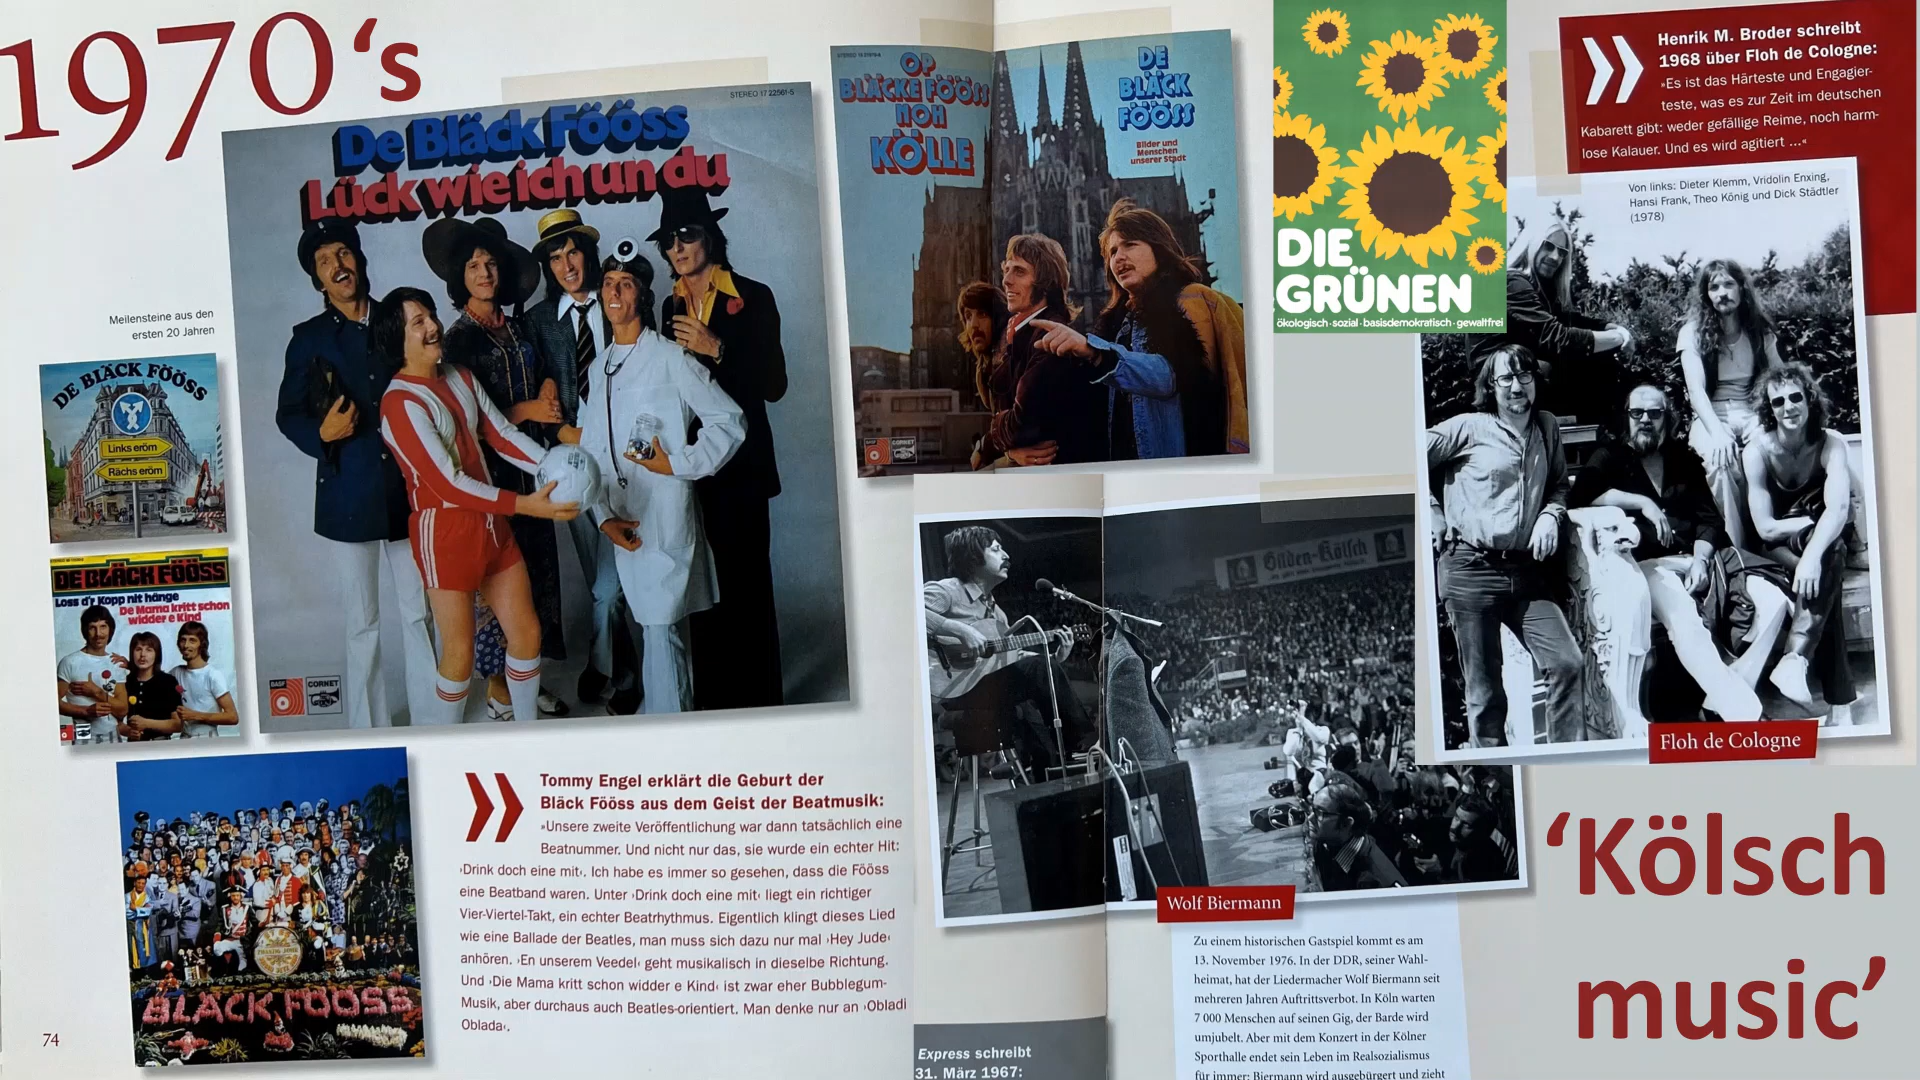 1970‘s
Meilensteine aus den
ersten 20 Jahren
DE BLÄCK FÖÖSS
Links eröm
Rächs eröm
DE BLÄCK FÖÖSS
Loss d'r Kopp nit hänge
De Mama kritt schon
widder e Kind
BLÄCK FÖÖSS
74
STEREO 17 22561-5
De Bläck Fööss
Lück wie ich un du
BASF
CORNET
Tommy Engel erklärt die Geburt der
Bläck Fööss aus dem Geist der Beatmusik:
»Unsere zweite Veröffentlichung war dann tatsächlich eine
Beatnummer. Und nicht nur das, sie wurde ein echter Hit:
›Drink doch eine mit‹. Ich habe es immer so gesehen, dass die Fööss
eine Beatband waren. Unter ›Drink doch eine mit‹ liegt ein richtiger
Vier-Viertel-Takt, ein echter Beatrhythmus. Eigentlich klingt dieses Lied
wie eine Ballade der Beatles, man muss sich dazu nur mal ›Hey Jude‹
anhören. ›En unserem Veedel‹ geht musikalisch in dieselbe Richtung.
Und ›Die Mama kritt schon widder e Kind‹ ist zwar eher Bubblegum-
Musik, aber durchaus auch Beatles-orientiert. Man denke nur an ›Obladi
Oblada‹.
OP
BLÄCKE FÖÖSS
NOH
KÖLLE
DE
BLÄCK
FÖÖSS
Bilder und
Menschen
unserer Stadt
BASF
CORNET
DIE
GRÜNEN
ökologisch · sozial · basisdemokratisch · gewaltfrei
Henrik M. Broder schreibt
1968 über Floh de Cologne:
»Es ist das Härteste und Engagier-
teste, was es zur Zeit im deutschen
Kabarett gibt: weder gefällige Reime, noch harm-
lose Kalauer. Und es wird agitiert ...«
Von links: Dieter Klemm, Vridolin Enxing,
Hansi Frank, Theo König und Dick Städtler
(1978)
Floh de Cologne
Gilden-Kölsch
Wolf Biermann
Zu einem historischen Gastspiel kommt es am
13. November 1976. In der DDR, seiner Wahl-
heimat, hat der Liedermacher Wolf Biermann seit
mehreren Jahren Auftrittsverbot. In Köln warten
7 000 Menschen auf seinen Gig, der Barde wird
umjubelt. Aber mit dem Konzert in der Kölner
Sporthalle endet sein Leben im Realsozialismus
für immer: Biermann wird ausgebürgert und zieht
Express schreibt
31. März 1967:
‘Kölsch
music’